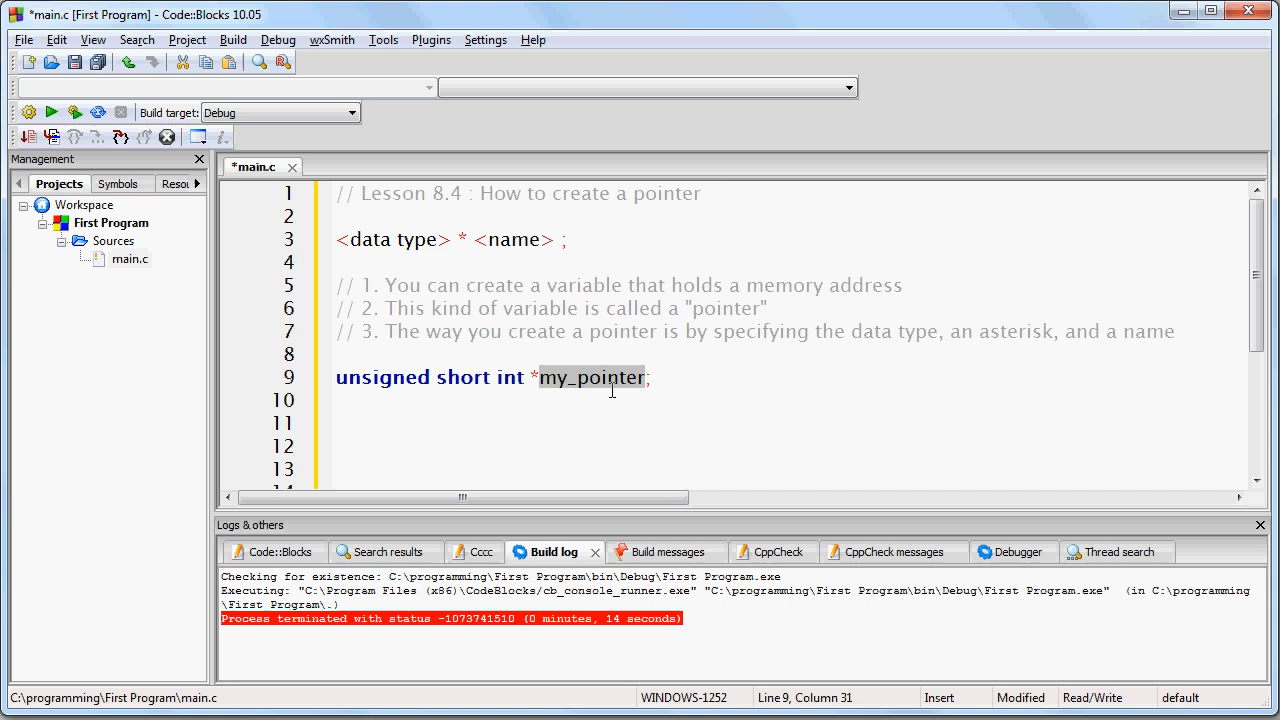 *main.c [First Program] - Code::Blocks 10.05
File Edit View Search Project Build Debug wxSmith Tools Plugins Settings Help
Build target: Debug
Management
*main.c
Projects Symbols Resou
Workspace
First Program
Sources
main.c
1 // Lesson 8.4 : How to create a pointer
2
3 <data type> * <name> ;
4
5 // 1. You can create a variable that holds a memory address
6 // 2. This kind of variable is called a "pointer"
7 // 3. The way you create a pointer is by specifying the data type, an asterisk, and a name
8
9 unsigned short int *my_pointer;
10
11
12
13
14
Logs & others
Code::Blocks Search results Cccc Build log Build messages CppCheck CppCheck messages Debugger Thread search
Checking for existence: C:\programming\First Program\bin\Debug\First Program.exe
Executing: "C:\Program Files (x86)\CodeBlocks/cb_console_runner.exe" "C:\programming\First Program\bin\Debug\First Program.exe"  (in C:\programming
\First Program\.)
Process terminated with status -1073741510 (0 minutes, 14 seconds)
C:\programming\First Program\main.c WINDOWS-1252 Line 9, Column 31 Insert Modified Read/Write default